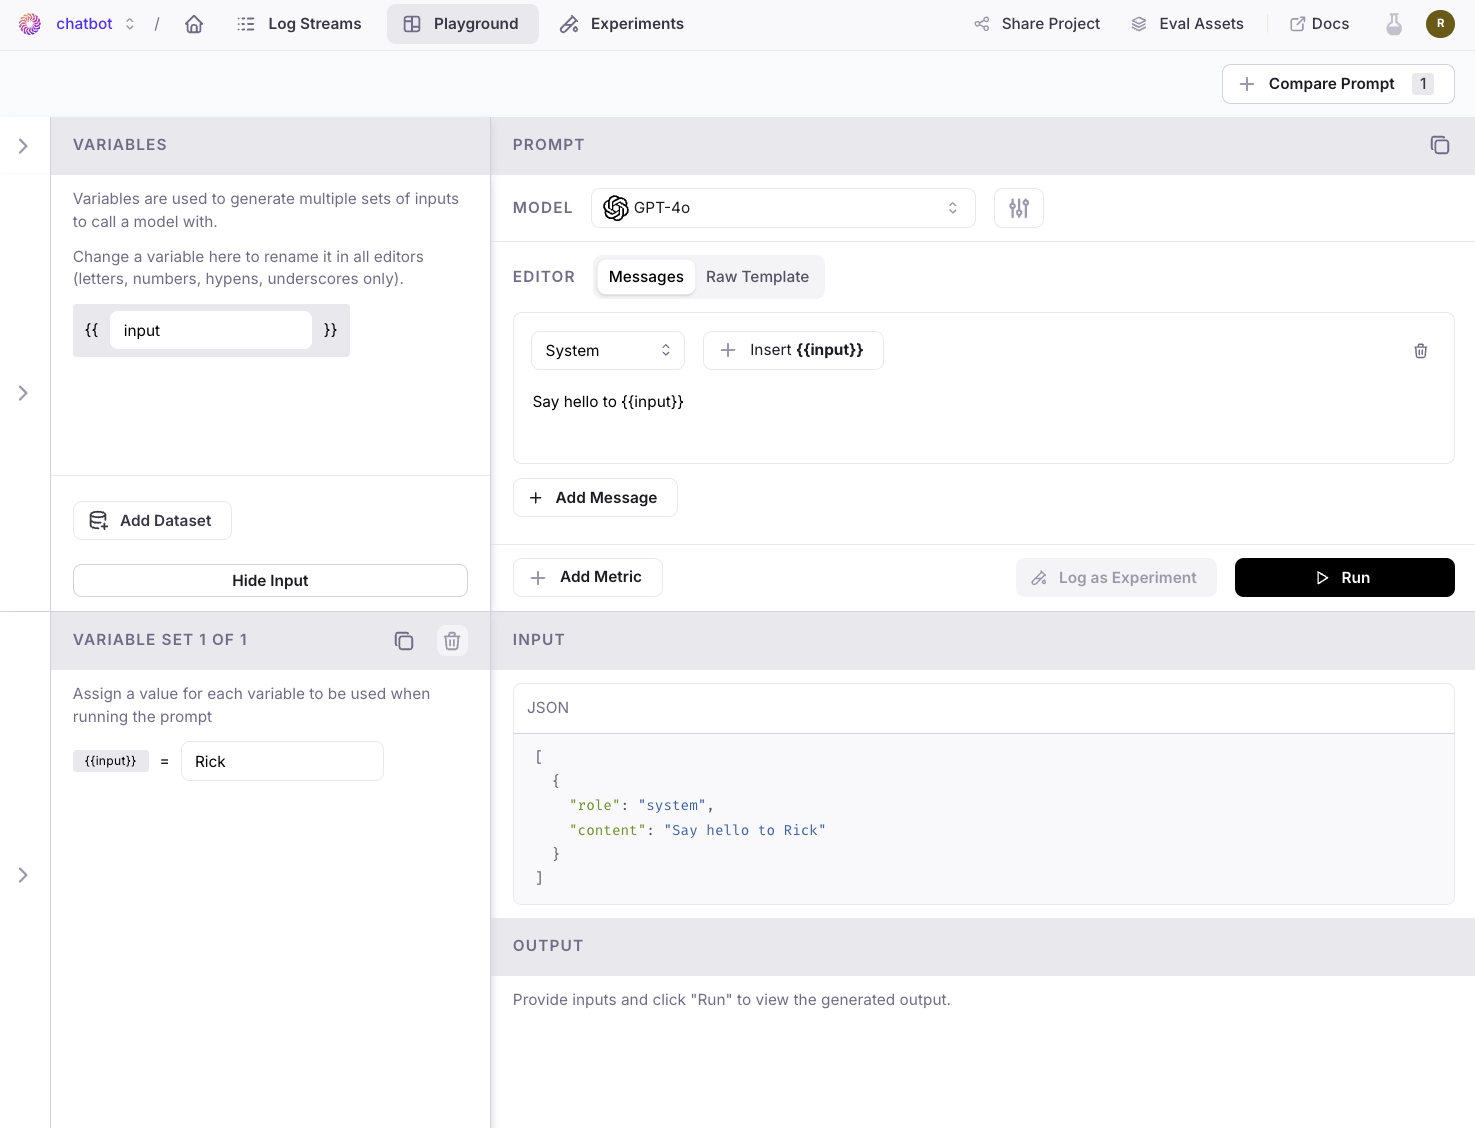 chatbot / Log Streams Playground Experiments Share Project Eval Assets Docs R
Compare Prompt 1
VARIABLES
Variables are used to generate multiple sets of inputs
to call a model with.
Change a variable here to rename it in all editors
(letters, numbers, hypens, underscores only).
{{ input }}
Add Dataset
Hide Input
PROMPT
MODEL GPT-4o
EDITOR Messages Raw Template
System Insert {{input}}
Say hello to {{input}}
Add Message
Add Metric Log as Experiment Run
VARIABLE SET 1 OF 1
Assign a value for each variable to be used when
running the prompt
{{input}} = Rick
INPUT
JSON
[
{
"role": "system",
"content": "Say hello to Rick"
}
]
OUTPUT
Provide inputs and click "Run" to view the generated output.